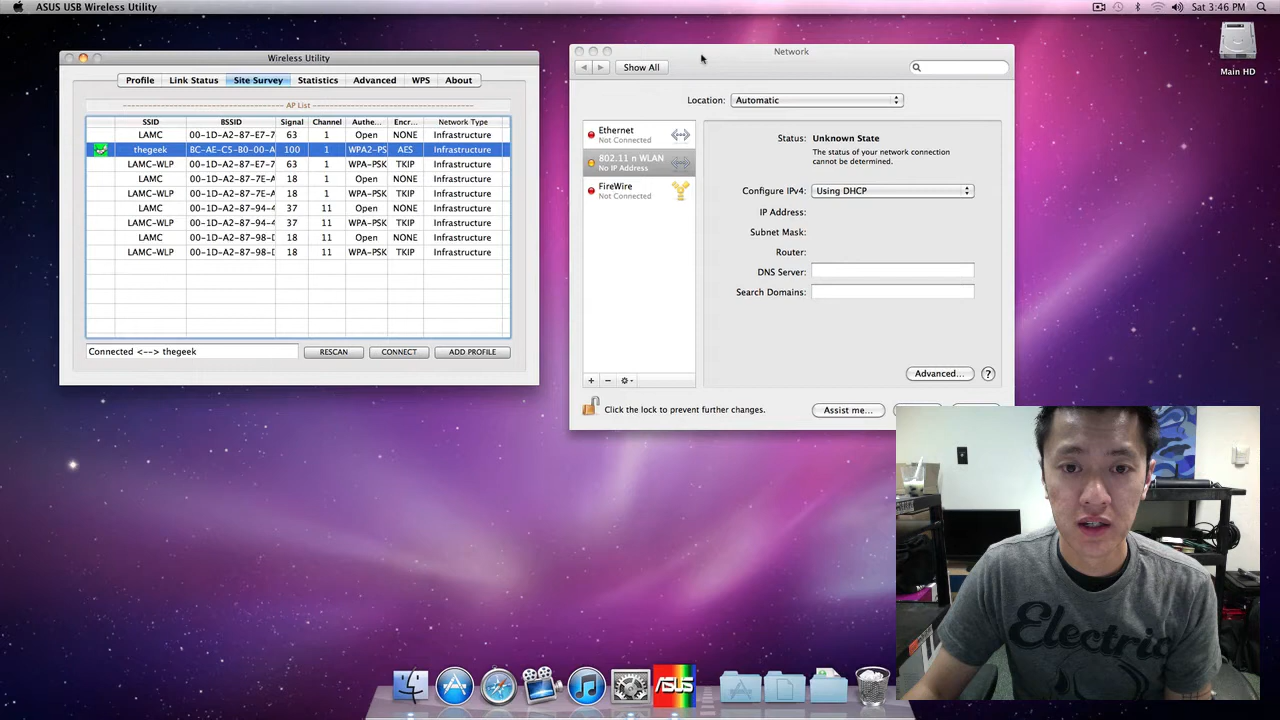 ASUS USB Wireless Utility
Sat 3:46 PM
Main HD
Wireless Utility
Profile Link Status Site Survey Statistics Advanced WPS About
AP List
SSID BSSID Signal Channel Authe... Encr... Network Type
LAMC 00-1D-A2-87-E7-7 63 1 Open NONE Infrastructure
thegeek BC-AE-C5-B0-00-A 100 1 WPA2-PS AES Infrastructure
LAMC-WLP 00-1D-A2-87-E7-7 63 1 WPA-PSK TKIP Infrastructure
LAMC 00-1D-A2-87-7E-A 18 1 Open NONE Infrastructure
LAMC-WLP 00-1D-A2-87-7E-A 18 1 WPA-PSK TKIP Infrastructure
LAMC 00-1D-A2-87-94-4 37 11 Open NONE Infrastructure
LAMC-WLP 00-1D-A2-87-94-4 37 11 WPA-PSK TKIP Infrastructure
LAMC 00-1D-A2-87-98-D 18 11 Open NONE Infrastructure
LAMC-WLP 00-1D-A2-87-98-D 18 11 WPA-PSK TKIP Infrastructure
Connected <--> thegeek RESCAN CONNECT ADD PROFILE
Network
Show All
Location: Automatic
Ethernet
Not Connected
802.11 n WLAN
No IP Address
FireWire
Not Connected
Status: Unknown State
The status of your network connection
cannot be determined.
Configure IPv4: Using DHCP
IP Address:
Subnet Mask:
Router:
DNS Server:
Search Domains:
Advanced... ?
Click the lock to prevent further changes. Assist me...
Electric
ASUS